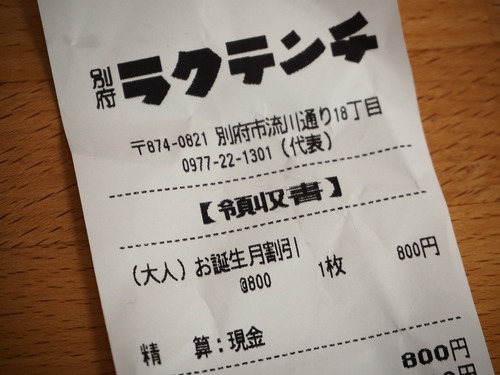 別府 ラクテンチ
〒874-0821 別府市流川通り18丁目
0977-22-1301 (代表)
【領収書】
(大人) お誕生月割引
@800 1枚 800円
精 算:現金
800円
円